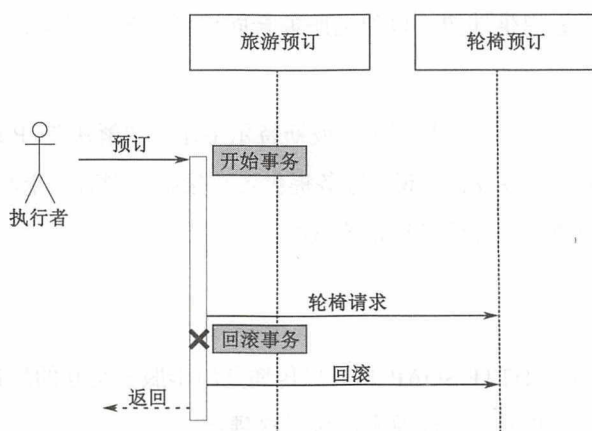 旅游预订
轮椅预订
预订
开始事务
执行者
轮椅请求
回滚事务
回滚
返回